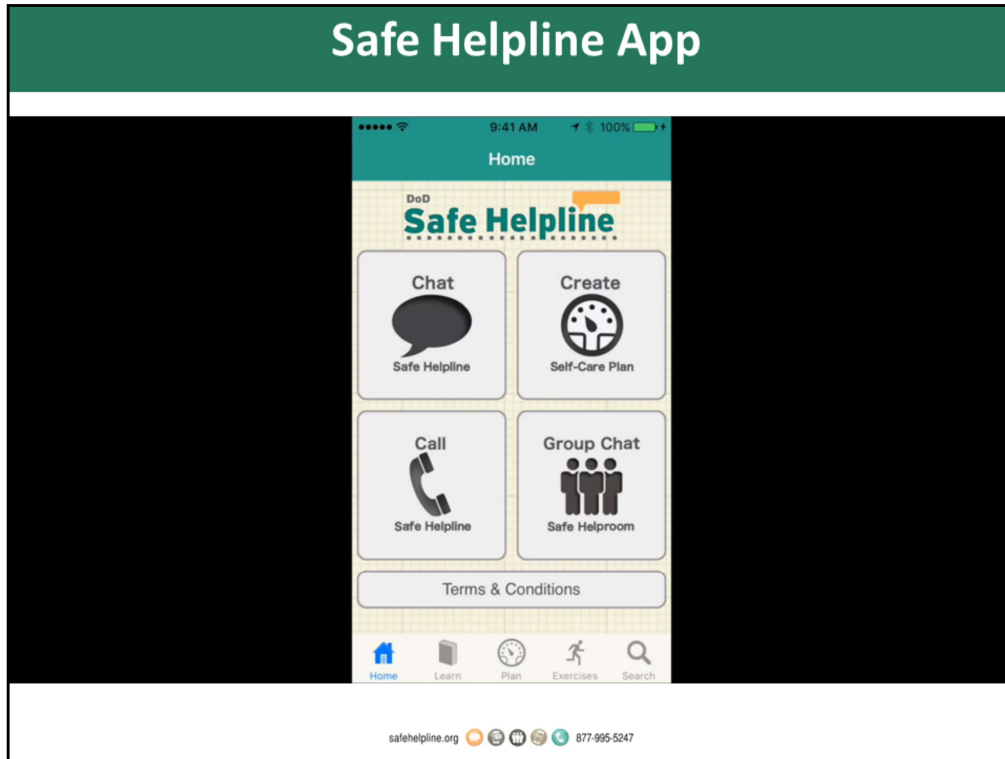 Safe Helpline App
9:41 AM 100%
Home
DoD
Safe Helpline
Chat
Safe Helpline
Create
Self-Care Plan
Call
Safe Helpline
Group Chat
Safe Helproom
Terms & Conditions
Home Learn Plan Exercises Search
safehelpline.org 877-995-5247